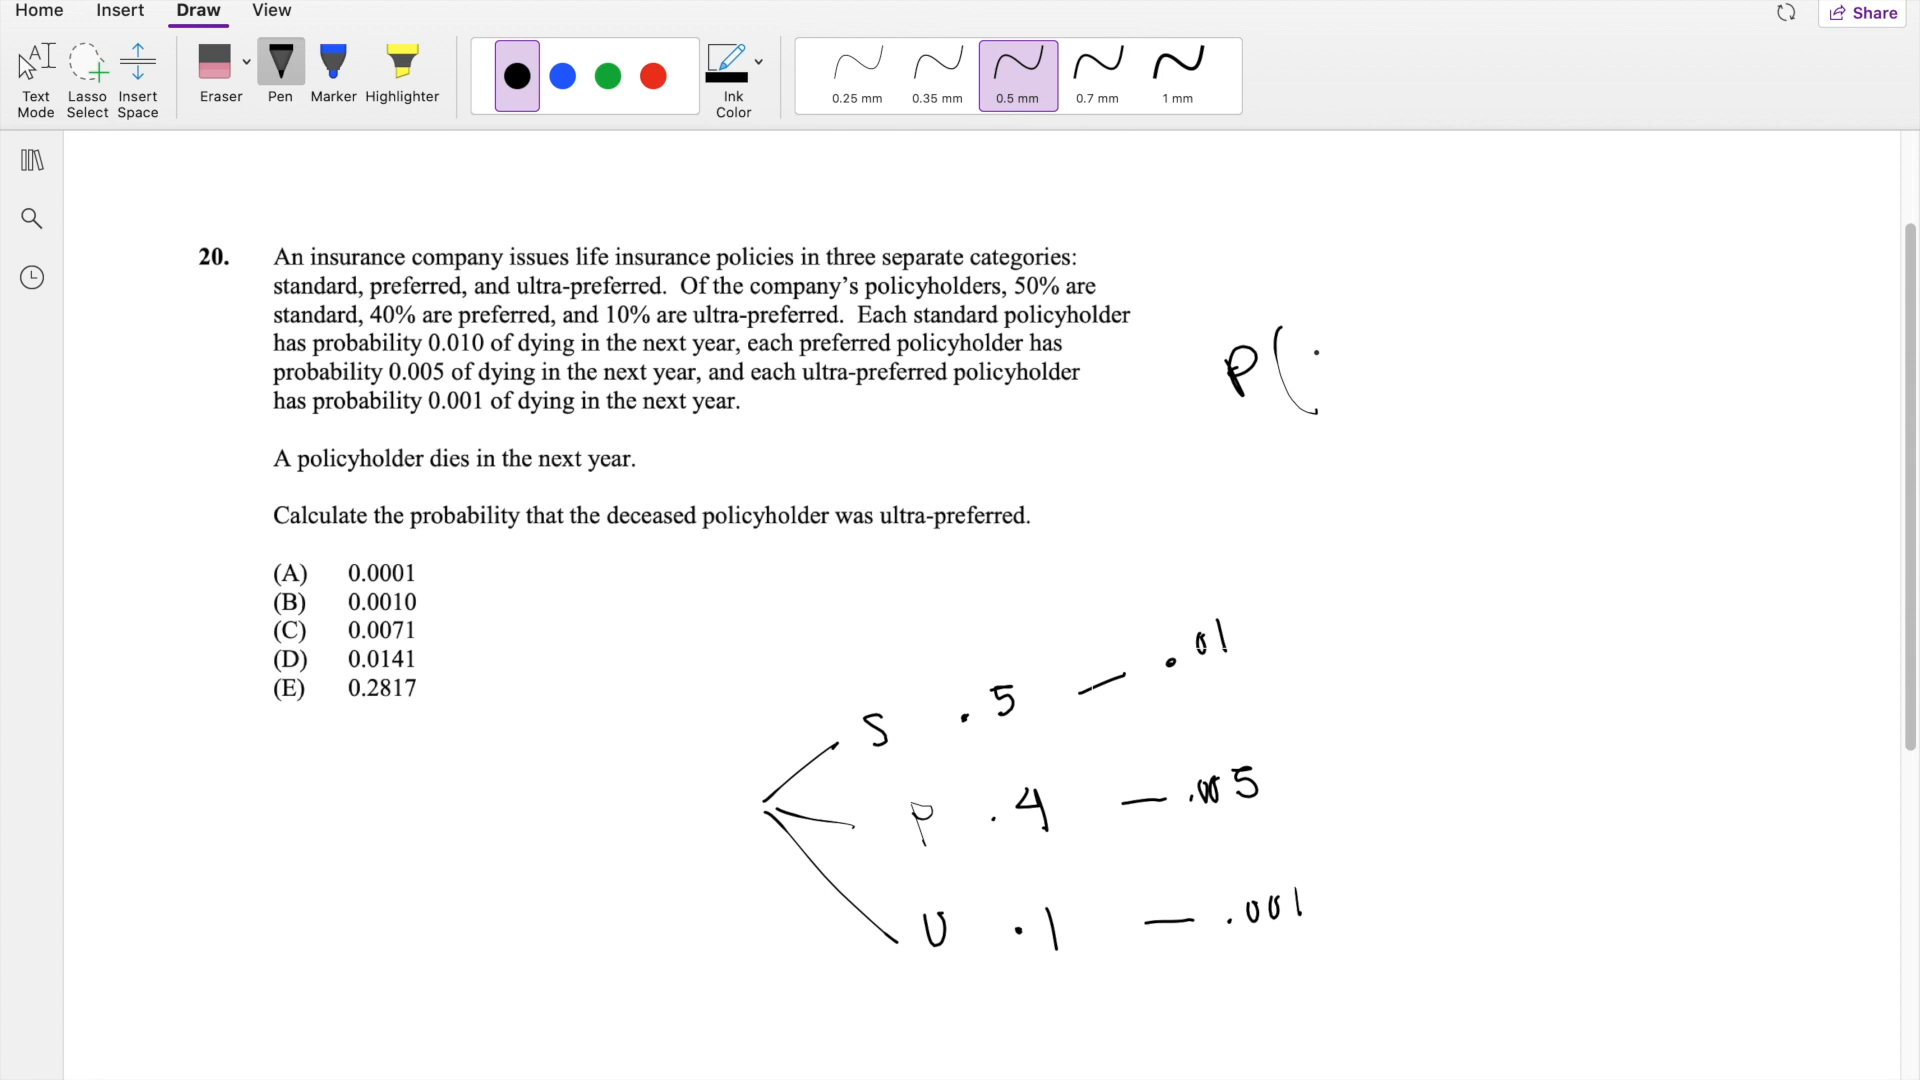 Home Insert Draw View
Share
Text Mode
Lasso Select
Insert Space
Eraser
Pen
Marker
Highlighter
Ink Color
0.25 mm
0.35 mm
0.5 mm
0.7 mm
1 mm
20. An insurance company issues life insurance policies in three separate categories:
standard, preferred, and ultra-preferred. Of the company's policyholders, 50% are
standard, 40% are preferred, and 10% are ultra-preferred. Each standard policyholder
has probability 0.010 of dying in the next year, each preferred policyholder has
probability 0.005 of dying in the next year, and each ultra-preferred policyholder
has probability 0.001 of dying in the next year.
P(
A policyholder dies in the next year.
Calculate the probability that the deceased policyholder was ultra-preferred.
(A) 0.0001
(B) 0.0010
(C) 0.0071
(D) 0.0141
(E) 0.2817
S .5 — .01
P .4 — .005
U .1 — .001